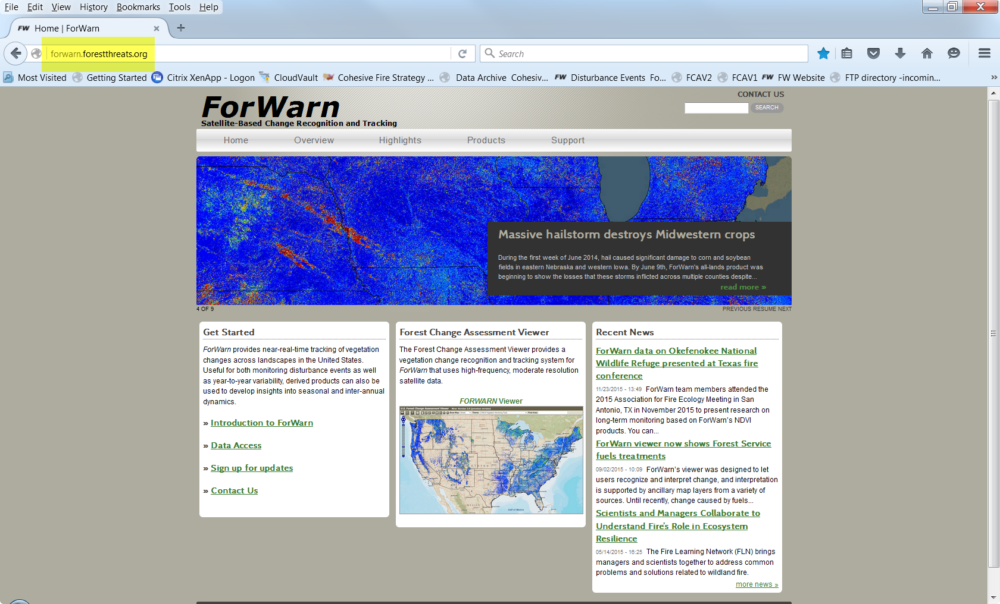 File Edit View History Bookmarks Tools Help
FW Home | ForWarn
forwarn.forestthreats.org
Search
Most Visited Getting Started Citrix XenApp - Logon CloudVault Cohesive Fire Strategy ... Data Archive Cohesiv... FW Disturbance Events Fo... FCAV2 FCAV1 FW FW Website FTP directory -incomin...
CONTACT US
SEARCH
ForWarn
Satellite-Based Change Recognition and Tracking
Home Overview Highlights Products Support
Massive hailstorm destroys Midwestern crops
During the first week of June 2014, hail caused significant damage to corn and soybean
fields in eastern Nebraska and western Iowa. By June 9th, ForWarn's all-lands product was
beginning to show the losses that these storms inflicted across multiple counties despite...
read more »
4 OF 9
PREVIOUS RESUME NEXT
Get Started
ForWarn provides near-real-time tracking of vegetation
changes across landscapes in the United States.
Useful for both monitoring disturbance events as well
as year-to-year variability, derived products can also be
used to develop insights into seasonal and inter-annual
dynamics.
» Introduction to ForWarn
» Data Access
» Sign up for updates
» Contact Us
Forest Change Assessment Viewer
The Forest Change Assessment Viewer provides a
vegetation change recognition and tracking system for
ForWarn that uses high-frequency, moderate resolution
satellite data.
FORWARN Viewer
U.S. Forest Change Assessment Viewer
Gulf of Mexico
Recent News
ForWarn data on Okefenokee National
Wildlife Refuge presented at Texas fire
conference
11/23/2015 - 13:49 ForWarn team members attended the
2015 Association for Fire Ecology Meeting in San
Antonio, TX in November 2015 to present research on
long-term monitoring based on ForWarn's NDVI
products. You can...
ForWarn viewer now shows Forest Service
fuels treatments
09/02/2015 - 10:09 ForWarn's viewer was designed to let
users recognize and interpret change, and interpretation
is supported by ancillary map layers from a variety of
sources. Until recently, change caused by fuels...
Scientists and Managers Collaborate to
Understand Fire's Role in Ecosystem
Resilience
05/14/2015 - 16:25 The Fire Learning Network (FLN) brings
managers and scientists together to address common
problems and solutions related to wildland fire.
more news »